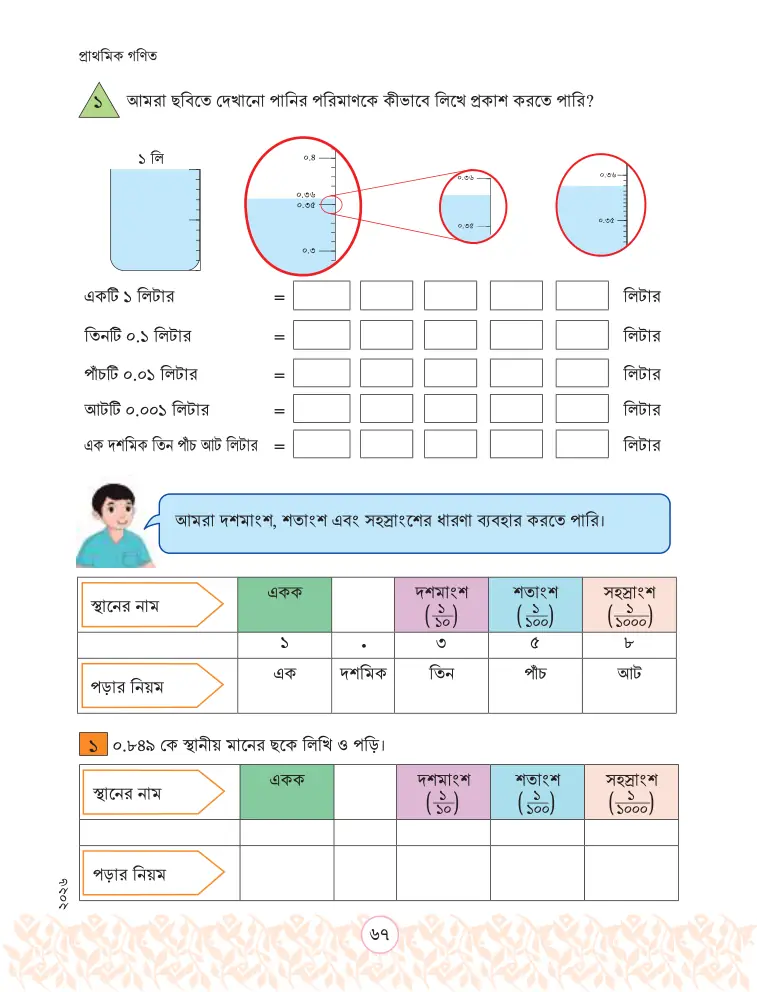 প্রাথমিক গণিত
১ আমরা ছবিতে দেখানো পানির পরিমাণকে কীভাবে লিখে প্রকাশ করতে পারি?
১ লি
০.৪
০.৩৬
০.৩৫
০.৩
০.৩৬
০.৩৫
০.৩৬
০.৩৫
একটি ১ লিটার = লিটার
তিনটি ০.১ লিটার = লিটার
পাঁচটি ০.০১ লিটার = লিটার
আটটি ০.০০১ লিটার = লিটার
এক দশমিক তিন পাঁচ আট লিটার = লিটার
আমরা দশমাংশ, শতাংশ এবং সহস্রাংশের ধারণা ব্যবহার করতে পারি।
স্থানের নাম একক দশমাংশ (১/১০) শতাংশ (১/১০০) সহস্রাংশ (১/১০০০)
১ . ৩ ৫ ৮
পড়ার নিয়ম এক দশমিক তিন পাঁচ আট
১ ০.৮৪৯ কে স্থানীয় মানের ছকে লিখি ও পড়ি।
স্থানের নাম একক দশমাংশ (১/১০) শতাংশ (১/১০০) সহস্রাংশ (১/১০০০)
পড়ার নিয়ম
২০২৬
৬৭